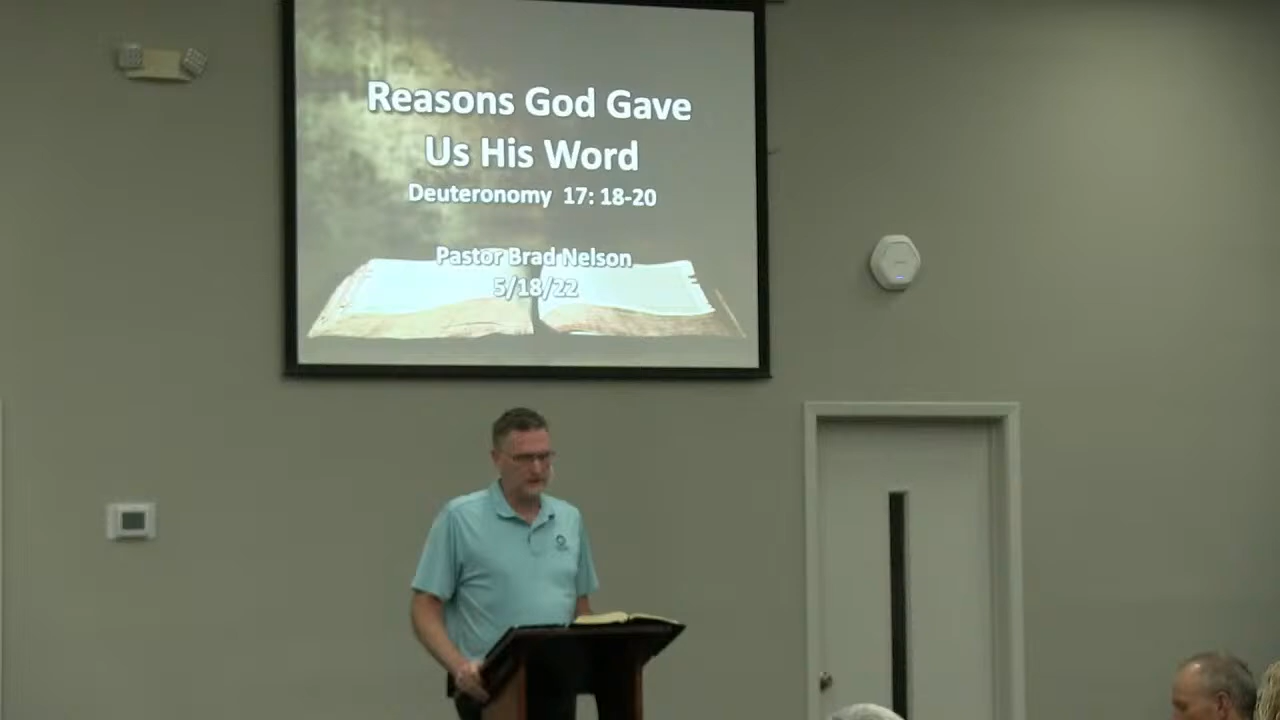 Reasons God Gave
Us His Word
Deuteronomy 17: 18-20
Pastor Brad Nelson
5/18/22